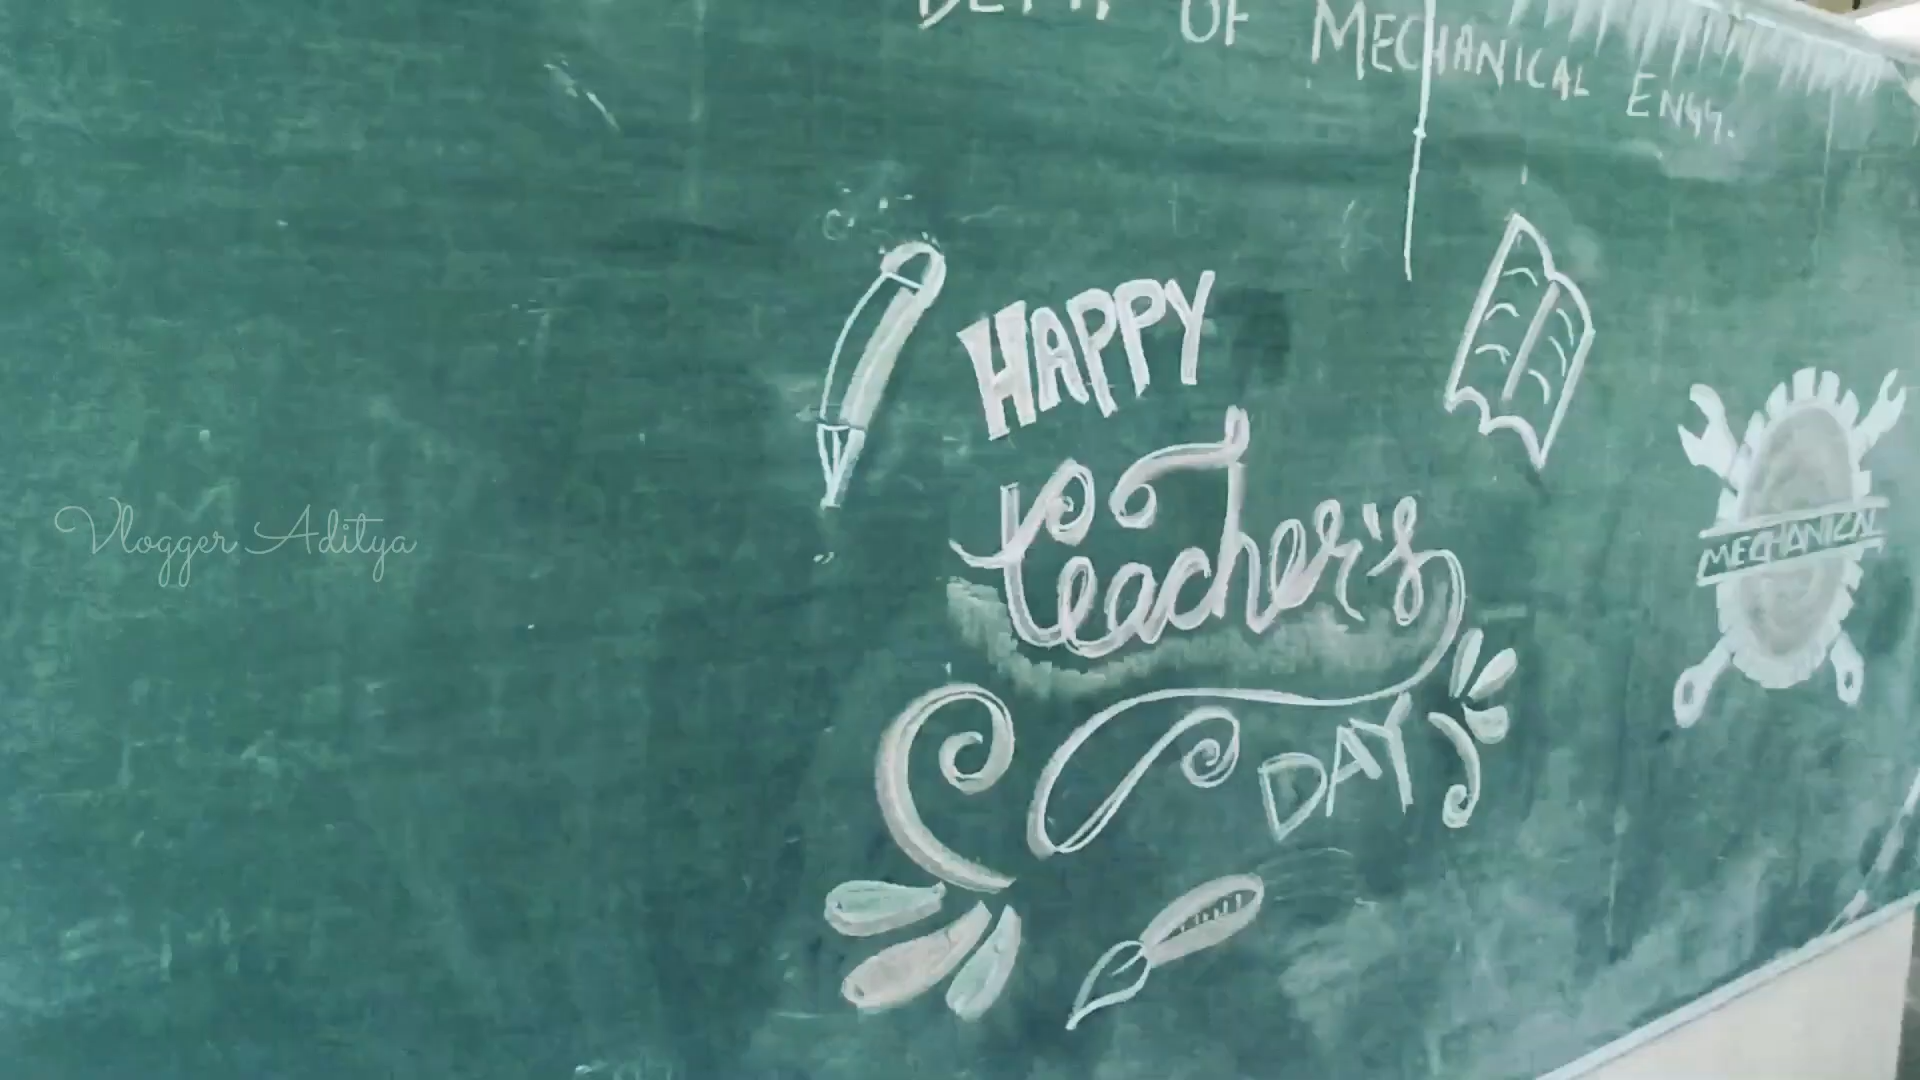 DEPT. OF MECHANICAL ENGG.
HAPPY
Teacher's
DAY
MECHANICAL
Vlogger Aditya